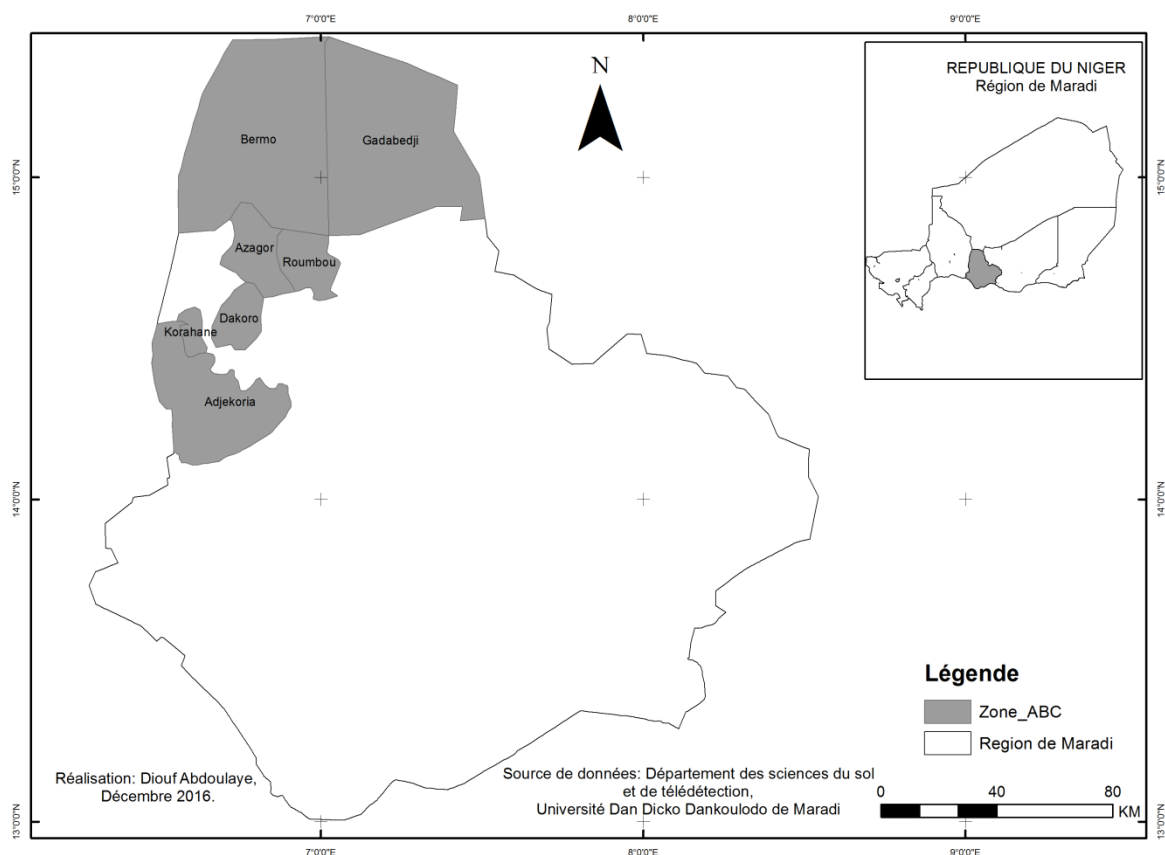 7°0'0"E
8°0'0"E
9°0'0"E
N
REPUBLIQUE DU NIGER
Région de Maradi
Bermo
Gadabedji
15°0'0"N
15°0'0"N
Azagor
Roumbou
Dakoro
Korahane
Adjekoria
14°0'0"N
14°0'0"N
Légende
Zone_ABC
Region de Maradi
Réalisation: Diouf Abdoulaye,
Décembre 2016.
Source de données: Département des sciences du sol
et de télédétection,
Université Dan Dicko Dankoulodo de Maradi
0
40
80
KM
13°0'0"N
13°0'0"N
7°0'0"E
8°0'0"E
9°0'0"E